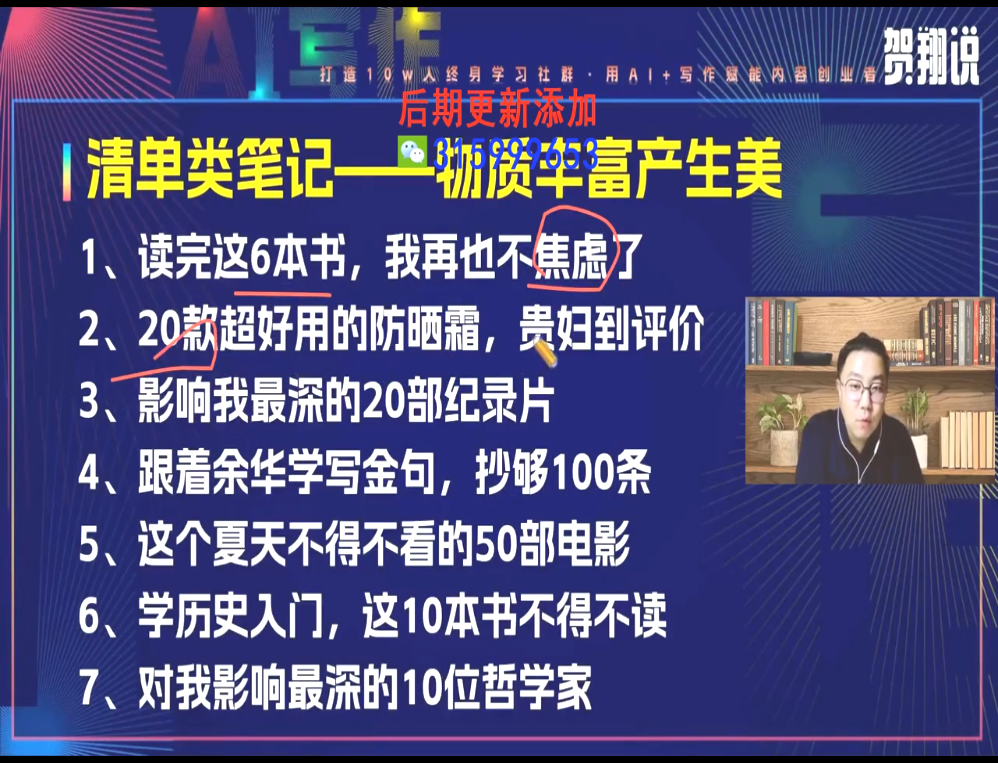 AI写作
贺翔说
打造10w人终身学习社群·用AI+写作赋能内容创业者
后期更新添加
315999653
清单类笔记——物质丰富产生美
1、读完这6本书，我再也不焦虑了
2、20款超好用的防晒霜，贵妇到评价
3、影响我最深的20部纪录片
4、跟着余华学写金句，抄够100条
5、这个夏天不得不看的50部电影
6、学历史入门，这10本书不得不读
7、对我影响最深的10位哲学家